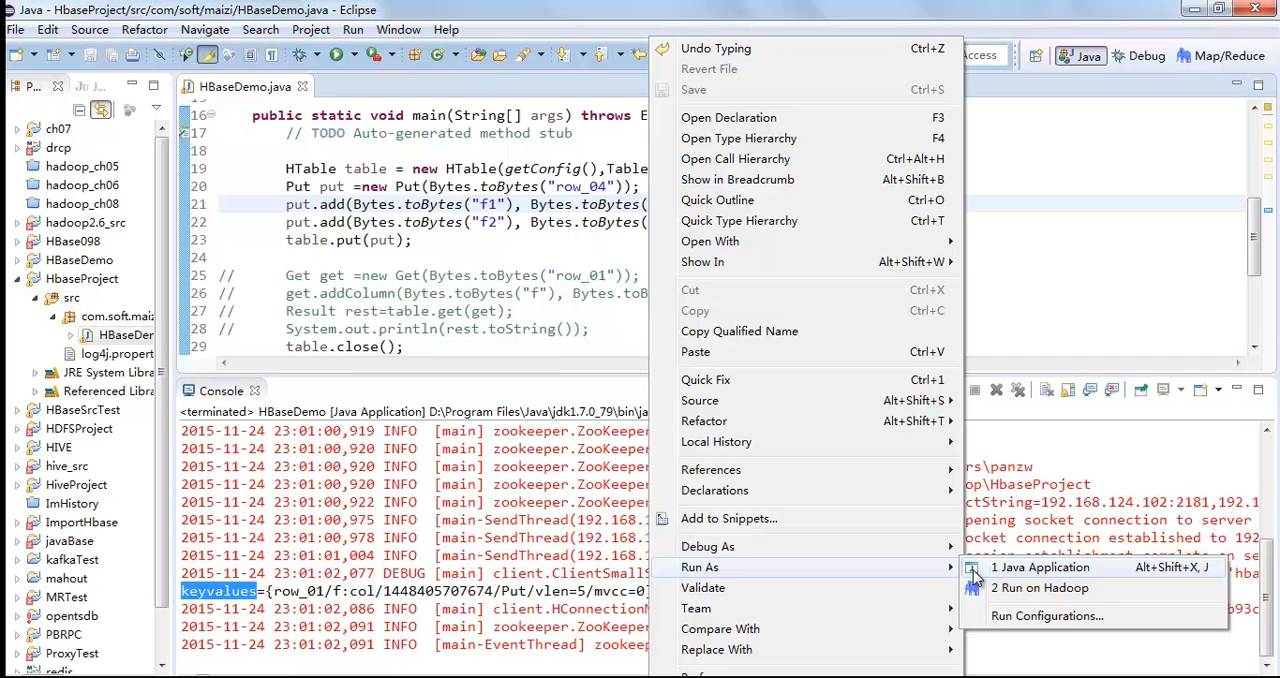 Java - HbaseProject/src/com/soft/maizi/HBaseDemo.java - Eclipse
File Edit Source Refactor Navigate Search Project Run Window Help
Access Java Debug Map/Reduce
P... Ju J...
ch07
drcp
hadoop_ch05
hadoop_ch06
hadoop_ch08
hadoop2.6_src
HBase098
HBaseDemo
HbaseProject
src
com.soft.maiz
HBaseDer
log4j.propert
JRE System Libra
Referenced Libra
HBaseSrcTest
HDFSProject
HIVE
hive_src
HiveProject
ImHistory
ImportHbase
javaBase
kafkaTest
mahout
MRTest
opentsdb
PBRPC
ProxyTest
redis
HBaseDemo.java
16 public static void main(String[] args) throws E
17 // TODO Auto-generated method stub
18
19 HTable table = new HTable(getConfig(),Table
20 Put put =new Put(Bytes.toBytes("row_04"));
21 put.add(Bytes.toBytes("f1"), Bytes.toBytes(
22 put.add(Bytes.toBytes("f2"), Bytes.toBytes(
23 table.put(put);
24
25 // Get get =new Get(Bytes.toBytes("row_01"));
26 // get.addColumn(Bytes.toBytes("f"), Bytes.toB
27 // Result rest=table.get(get);
28 // System.out.println(rest.toString());
29 table.close();
Console
<terminated> HBaseDemo [Java Application] D:\Program Files\Java\jdk1.7.0_79\bin\ja
2015-11-24 23:01:00,919 INFO [main] zookeeper.ZooKeeper
2015-11-24 23:01:00,920 INFO [main] zookeeper.ZooKeeper
2015-11-24 23:01:00,920 INFO [main] zookeeper.ZooKeeper
2015-11-24 23:01:00,920 INFO [main] zookeeper.ZooKeeper
2015-11-24 23:01:00,922 INFO [main] zookeeper.ZooKeeper
2015-11-24 23:01:00,975 INFO [main-SendThread(192.168.1
2015-11-24 23:01:00,978 INFO [main-SendThread(192.168.1
2015-11-24 23:01:01,004 INFO [main-SendThread(192.168.1
2015-11-24 23:01:02,077 DEBUG [main] client.ClientSmallS
keyvalues={row_01/f:col/1448405707674/Put/vlen=5/mvcc=0}
2015-11-24 23:01:02,086 INFO [main] client.HConnectionM
2015-11-24 23:01:02,091 INFO [main] zookeeper.ZooKeeper
2015-11-24 23:01:02,091 INFO [main-EventThread] zookeeper
ers\panzw
op\HbaseProject
ctString=192.168.124.102:2181,192.1
pening socket connection to server
ocket connection established to 192
Undo Typing Ctrl+Z
Revert File
Save Ctrl+S
Open Declaration F3
Open Type Hierarchy F4
Open Call Hierarchy Ctrl+Alt+H
Show in Breadcrumb Alt+Shift+B
Quick Outline Ctrl+O
Quick Type Hierarchy Ctrl+T
Open With
Show In Alt+Shift+W
Cut Ctrl+X
Copy Ctrl+C
Copy Qualified Name
Paste Ctrl+V
Quick Fix Ctrl+1
Source Alt+Shift+S
Refactor Alt+Shift+T
Local History
References
Declarations
Add to Snippets...
Debug As
Run As
Validate
Team
Compare With
Replace With
1 Java Application Alt+Shift+X, J
2 Run on Hadoop
Run Configurations...